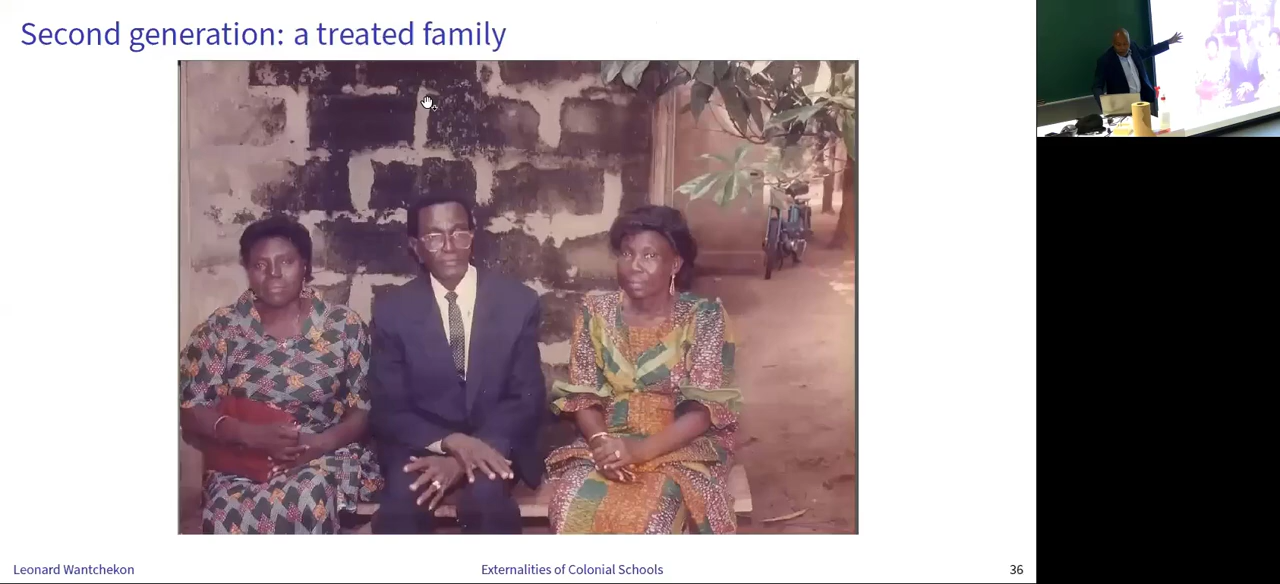 Second generation: a treated family
Leonard Wantchekon
Externalities of Colonial Schools
36